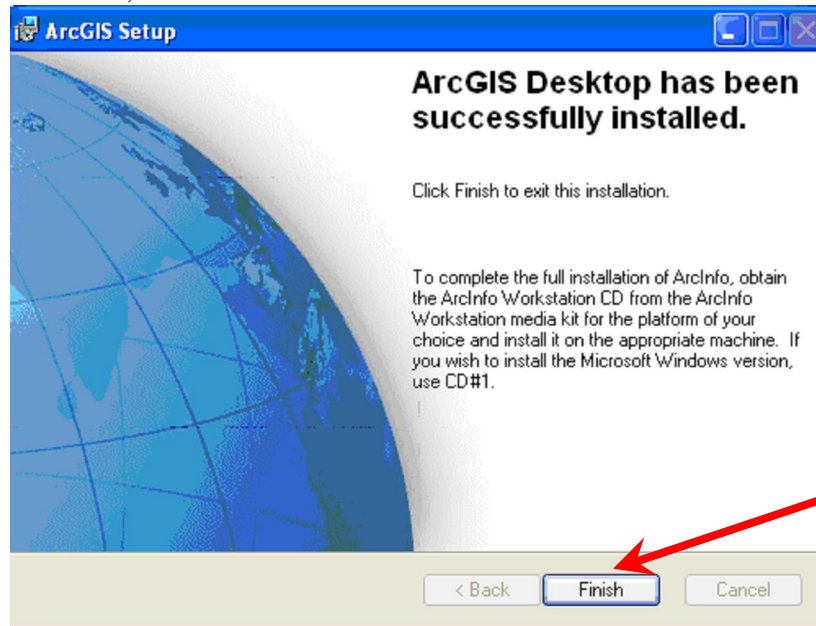 ArcGIS Setup
ArcGIS Desktop has been
successfully installed.
Click Finish to exit this installation.
To complete the full installation of ArcInfo, obtain
the ArcInfo Workstation CD from the ArcInfo
Workstation media kit for the platform of your
choice and install it on the appropriate machine. If
you wish to install the Microsoft Windows version,
use CD#1.
< Back Finish Cancel